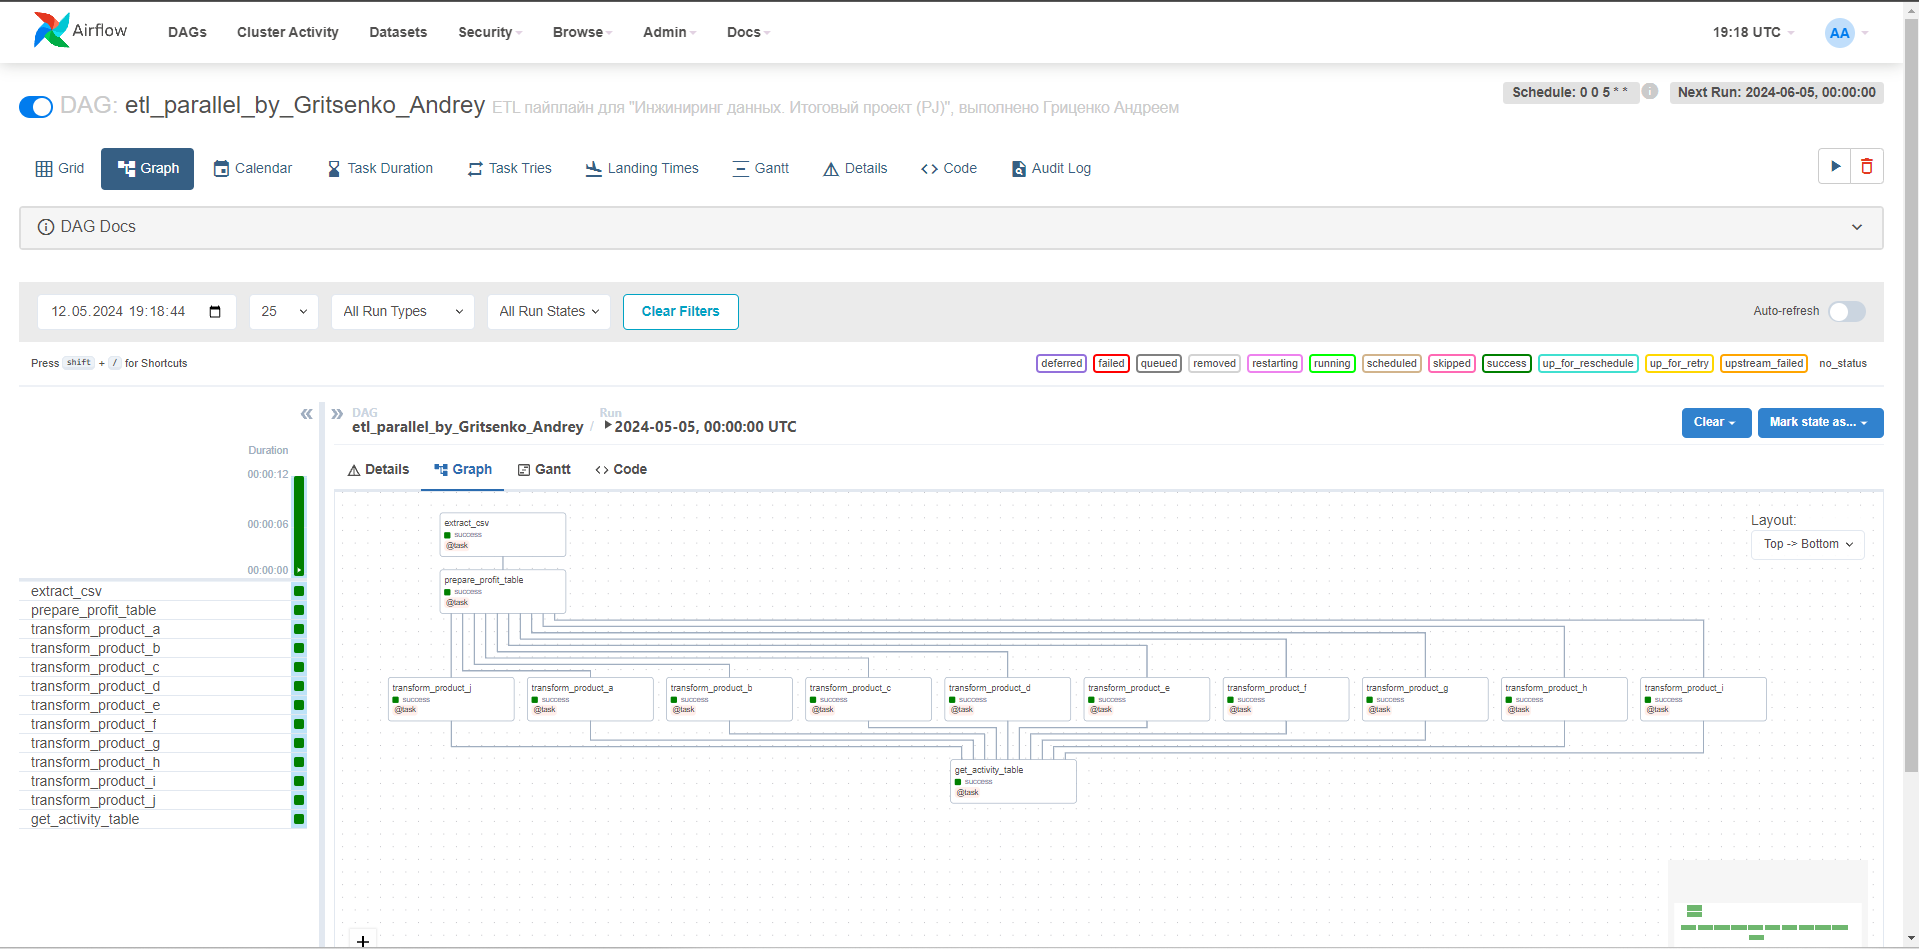 Airflow DAGs Cluster Activity Datasets Security Browse Admin Docs 19:18 UTC AA
DAG: etl_parallel_by_Gritsenko_Andrey ETL пайплайн для "Инжиниринг данных. Итоговый проект (PJ)", выполнено Гриценко Андреем
Schedule: 0 0 5 * * i Next Run: 2024-06-05, 00:00:00
Grid Graph Calendar Task Duration Task Tries Landing Times Gantt Details Code Audit Log
DAG Docs
12.05.2024 19:18:44 25 All Run Types All Run States Clear Filters Auto-refresh
Press shift + / for Shortcuts
deferred failed queued removed restarting running scheduled skipped success up_for_reschedule up_for_retry upstream_failed no_status
Duration
00:00:12
00:00:06
00:00:00
extract_csv
prepare_profit_table
transform_product_a
transform_product_b
transform_product_c
transform_product_d
transform_product_e
transform_product_f
transform_product_g
transform_product_h
transform_product_i
transform_product_j
get_activity_table
DAG Run
etl_parallel_by_Gritsenko_Andrey / 2024-05-05, 00:00:00 UTC
Clear Mark state as...
Details Graph Gantt Code
Layout:
Top -> Bottom
extract_csv
success
@task
prepare_profit_table
success
@task
transform_product_j
success
@task
transform_product_a
success
@task
transform_product_b
success
@task
transform_product_c
success
@task
transform_product_d
success
@task
transform_product_e
success
@task
transform_product_f
success
@task
transform_product_g
success
@task
transform_product_h
success
@task
transform_product_i
success
@task
get_activity_table
success
@task
+